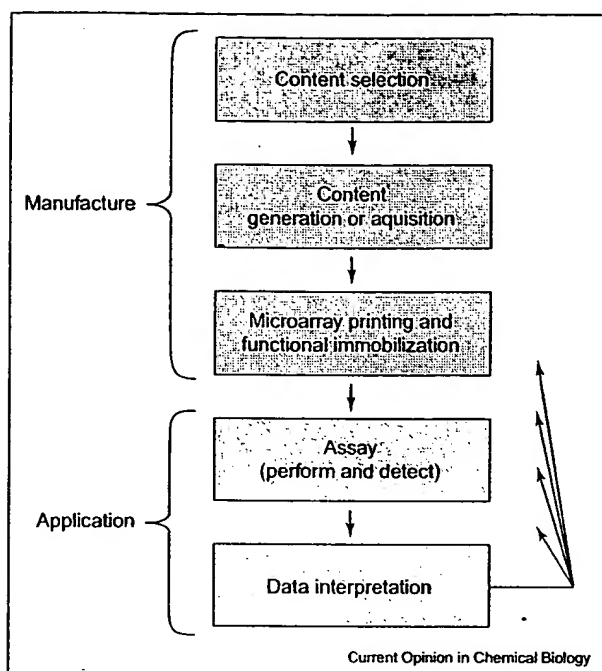 Content selection
Manufacture
Content
generation or aquisition
Microarray printing and
functional immobilization
Assay
(perform and detect)
Application
Data interpretation
Current Opinion in Chemical Biology